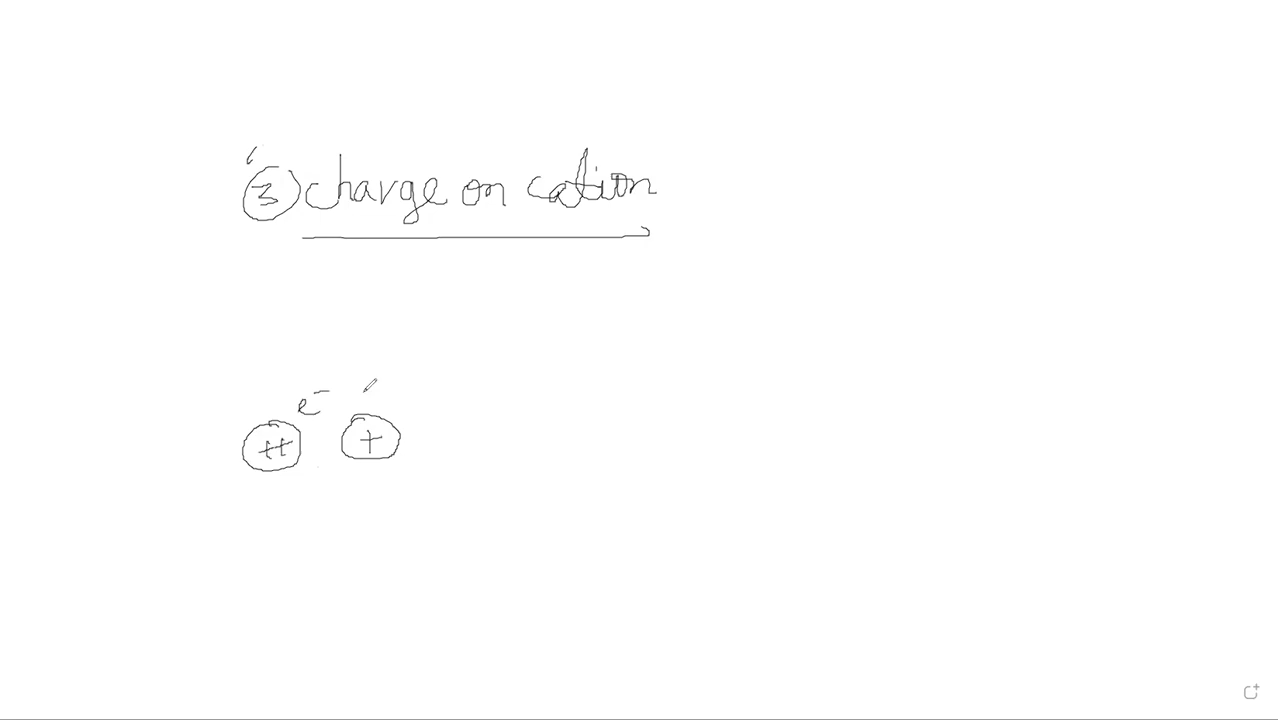 ③ charge on cation
e⁻
++ +